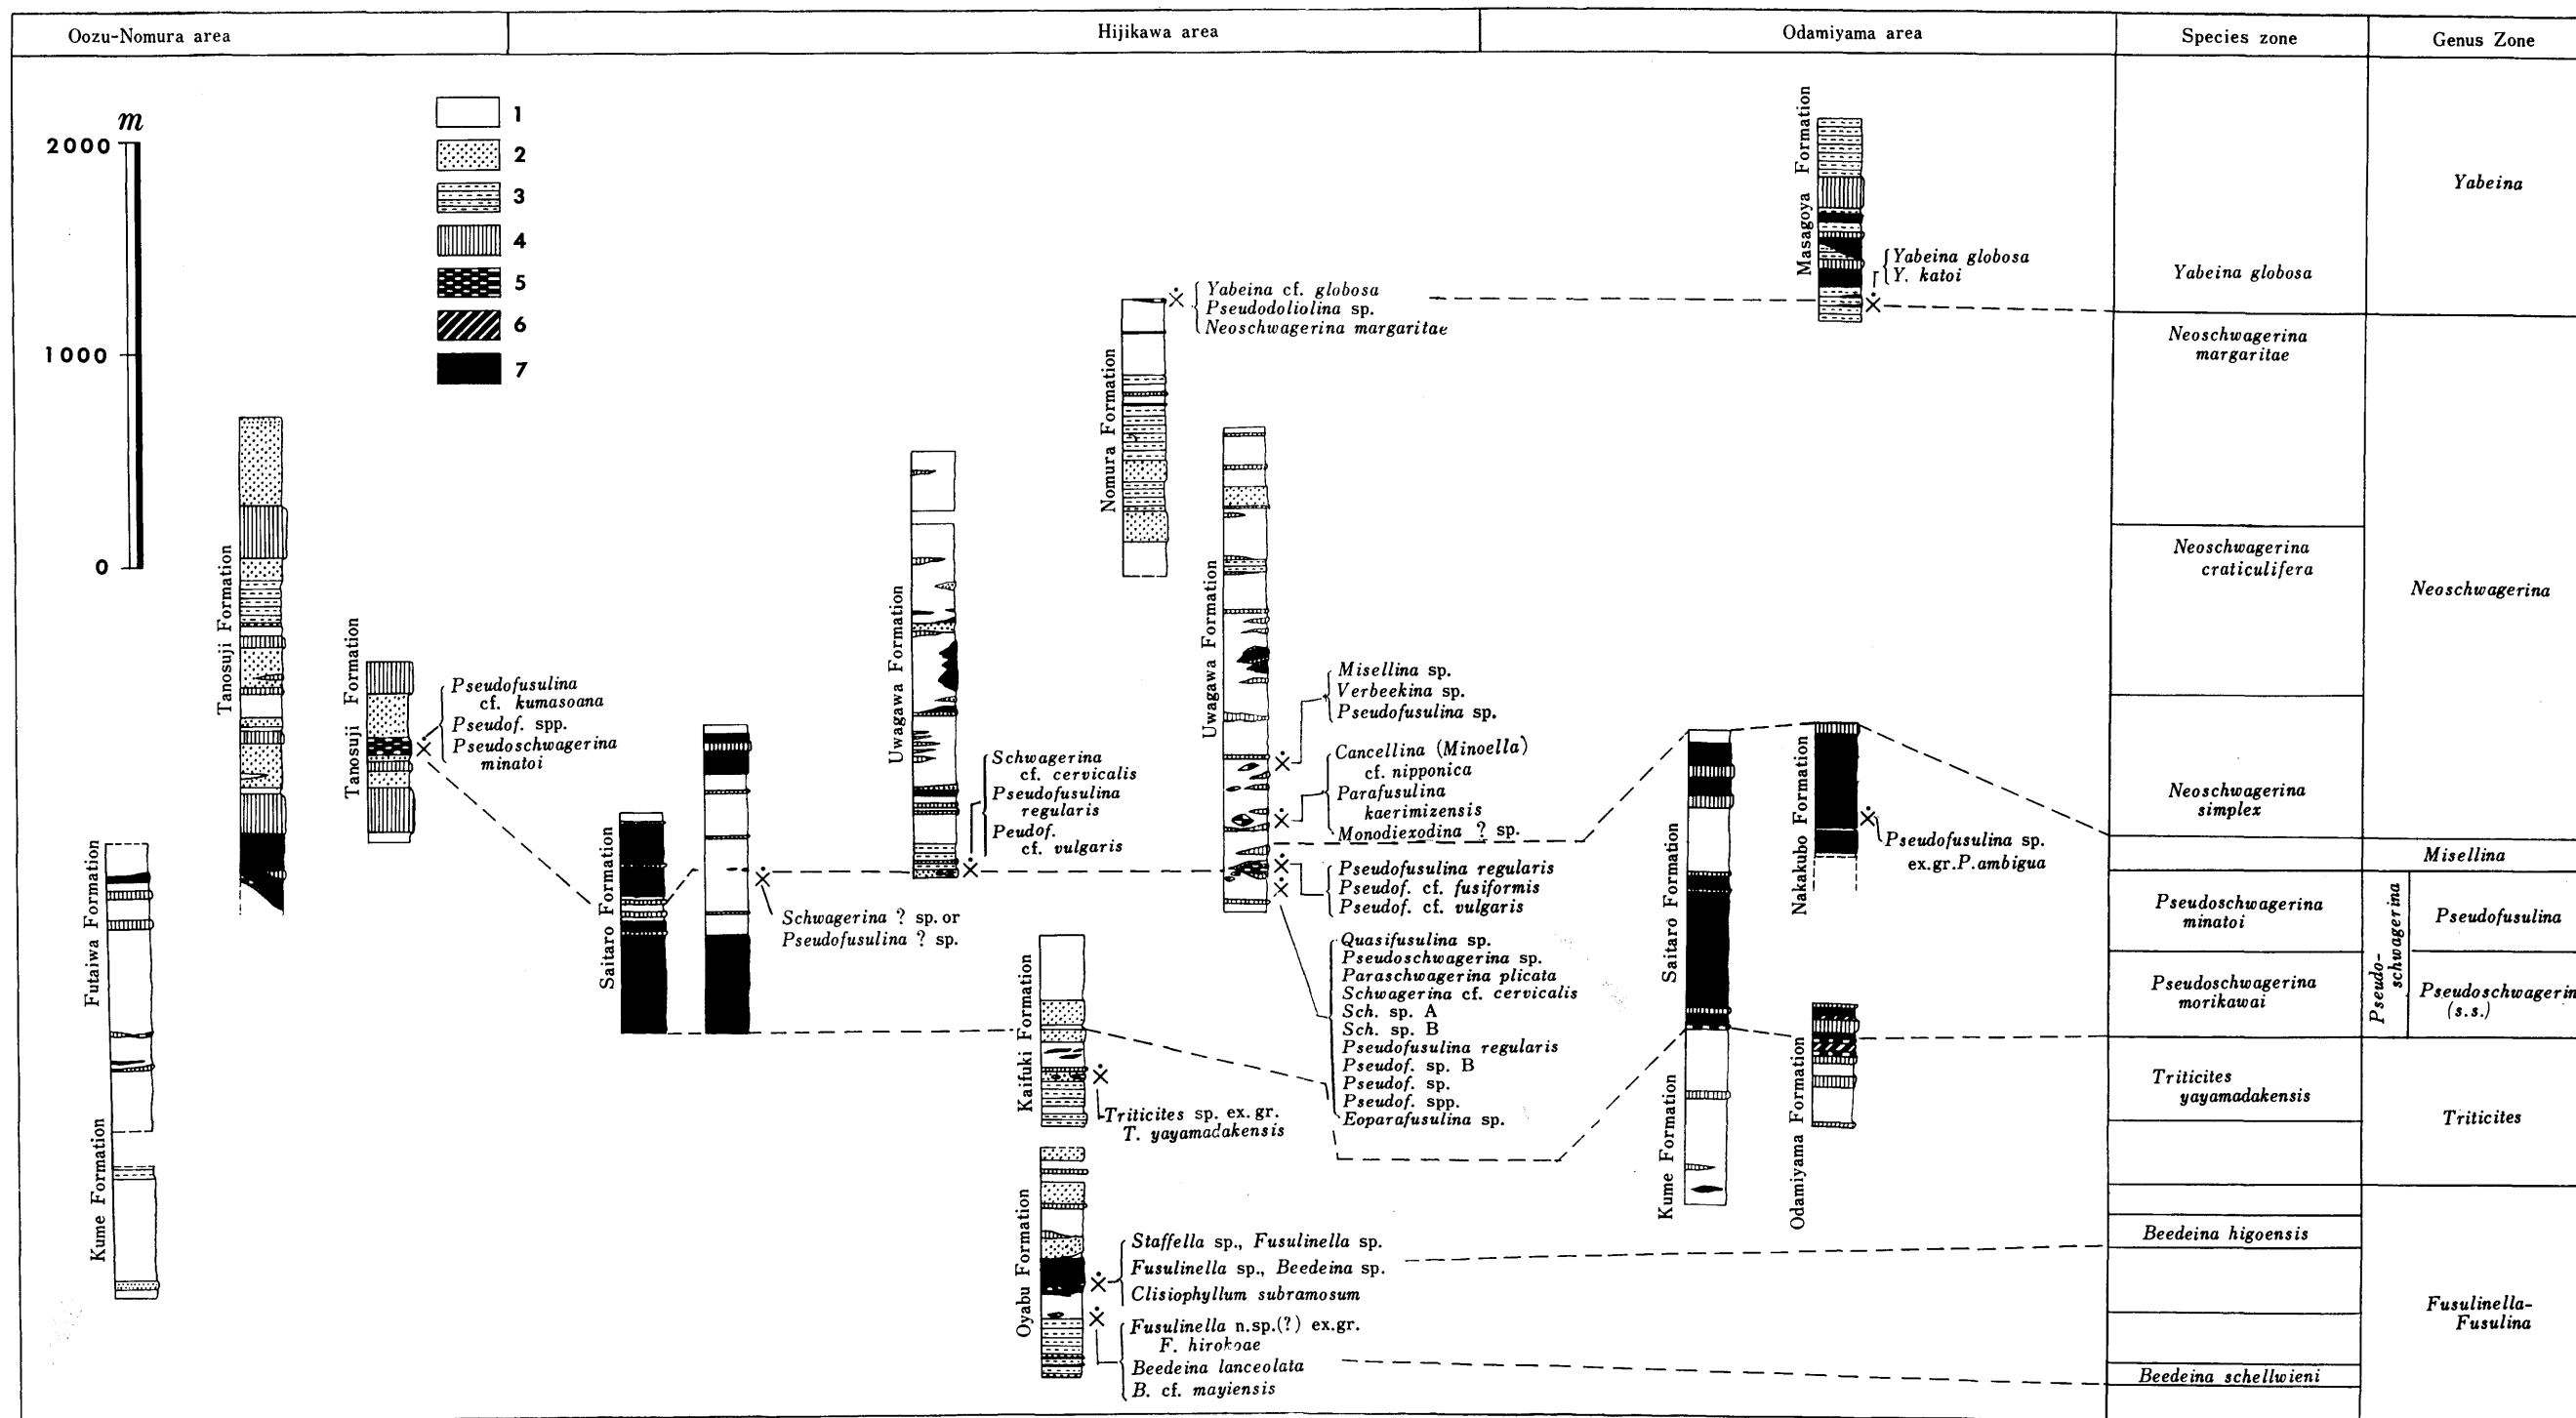 Oozu-Nomura area
Hijikawa area
Odamiyama area
Species zone
Genus Zone
m
2000
1000
0
1
2
3
4
5
6
7
Futaiwa Formation
Kume Formation
Tanosuji Formation
Tanosuji Formation
Pseudofusulina
cf. kumasoana
Pseudof. spp.
Pseudoschwagerina
minatoi
Saitaro Formation
Schwagerina ? sp. or
Pseudofusulina ? sp.
Uwagawa Formation
Schwagerina
cf. cervicalis
Pseudofusulina
regularis
Peudof.
cf. vulgaris
Kaifuki Formation
Triticites sp. ex. gr.
T. yayamadakensis
Oyabu Formation
Staffella sp., Fusulinella sp.
Fusulinella sp., Beedeina sp.
Clisiophyllum subramosum
Fusulinella n.sp.(?) ex.gr.
F. hirokoae
Beedeina lanceolata
B. cf. mayiensis
Nomura Formation
Yabeina cf. globosa
Pseudodoliolina sp.
Neoschwagerina margaritae
Uwagawa Formation
Misellina sp.
Verbeekina sp.
Pseudofusulina sp.
Cancellina (Minoella)
cf. nipponica
Parafusulina
kaerimizensis
Monodiexodina ? sp.
Pseudofusulina regularis
Pseudof. cf. fusiformis
Pseudof. cf. vulgaris
Quasifusulina sp.
Pseudoschwagerina sp.
Paraschwagerina plicata
Schwagerina cf. cervicalis
Sch. sp. A
Sch. sp. B
Pseudofusulina regularis
Pseudof. sp. B
Pseudof. sp.
Pseudof. spp.
Eoparafusulina sp.
Saitaro Formation
Kume Formation
Masagoya Formation
Yabeina globosa
Y. katoi
Nakakubo Formation
Pseudofusulina sp.
ex.gr.P.ambigua
Odamiyama Formation
Yabeina globosa
Neoschwagerina
margaritae
Neoschwagerina
craticulifera
Neoschwagerina
simplex
Pseudoschwagerina
minatoi
Pseudoschwagerina
morikawai
Triticites
yayamadakensis
Beedeina higoensis
Beedeina schellwieni
Yabeina
Neoschwagerina
Misellina
Pseudo-
schwagerina
Pseudofusulina
Pseudoschwagerin
(s.s.)
Triticites
Fusulinella-
Fusulina